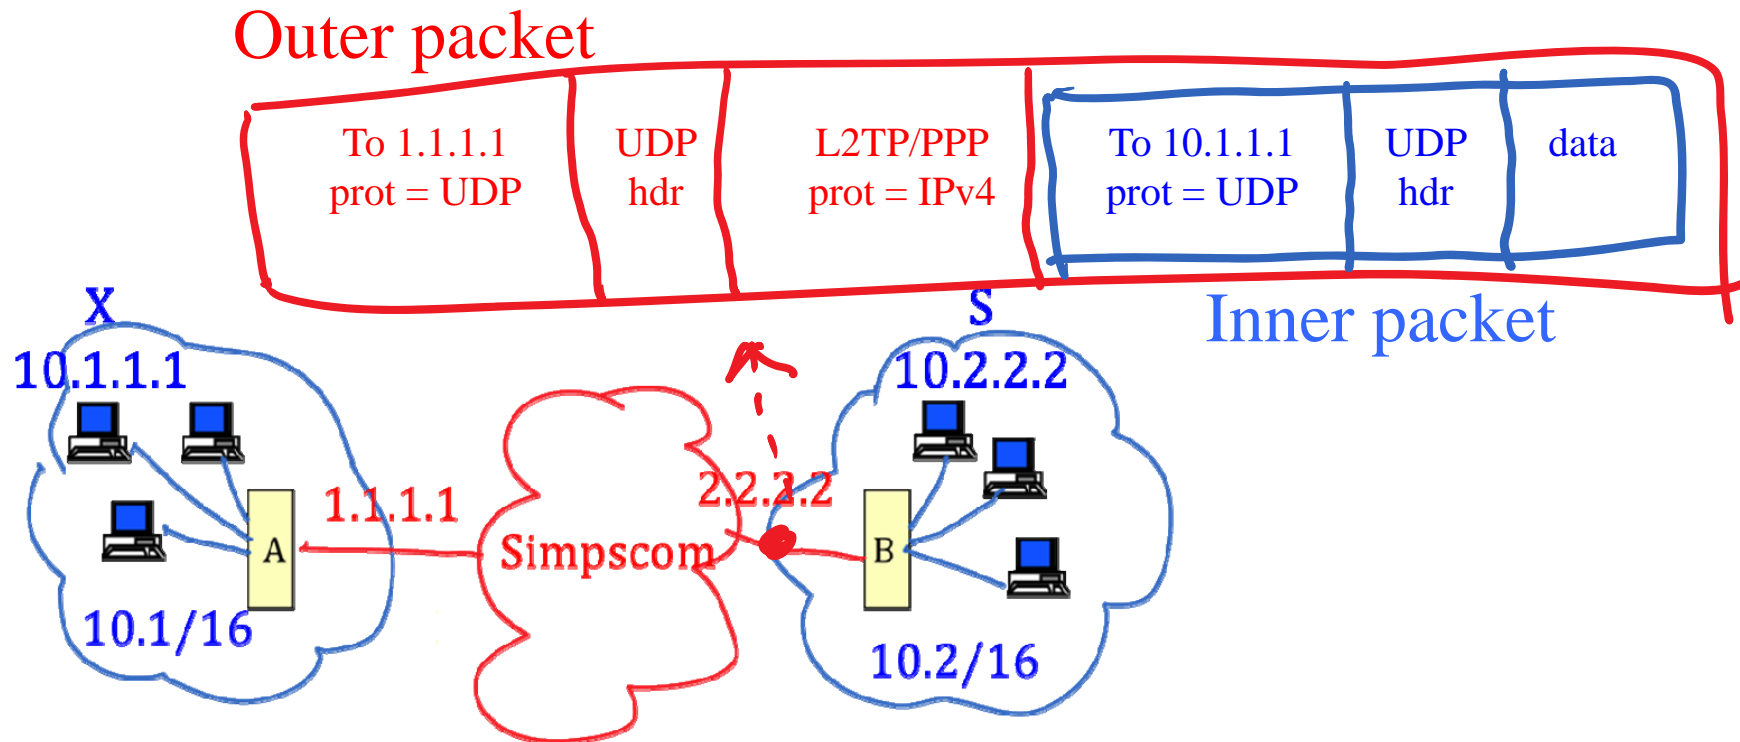 Outer packet
To 1.1.1.1 UDP L2TP/PPP To 10.1.1.1 UDP data
prot = UDP hdr prot = IPv4 prot = UDP hdr
X S Inner packet
10.1.1.1 10.2.2.2
1.1.1.1 2.2.2.2
A Simpscom B
10.1/16 10.2/16